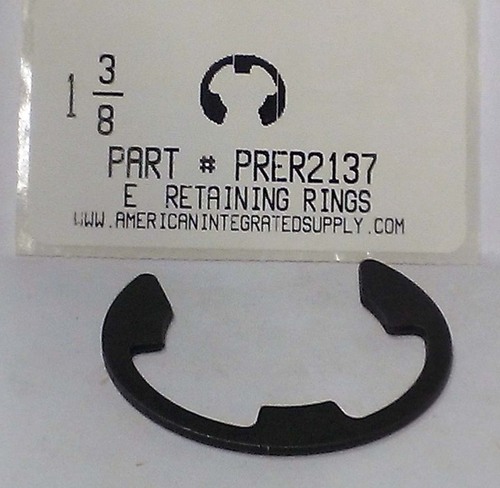 1 3/8
PART # PRER2137
E RETAINING RINGS
WWW.AMERICANINTEGRATEDSUPPLY.COM